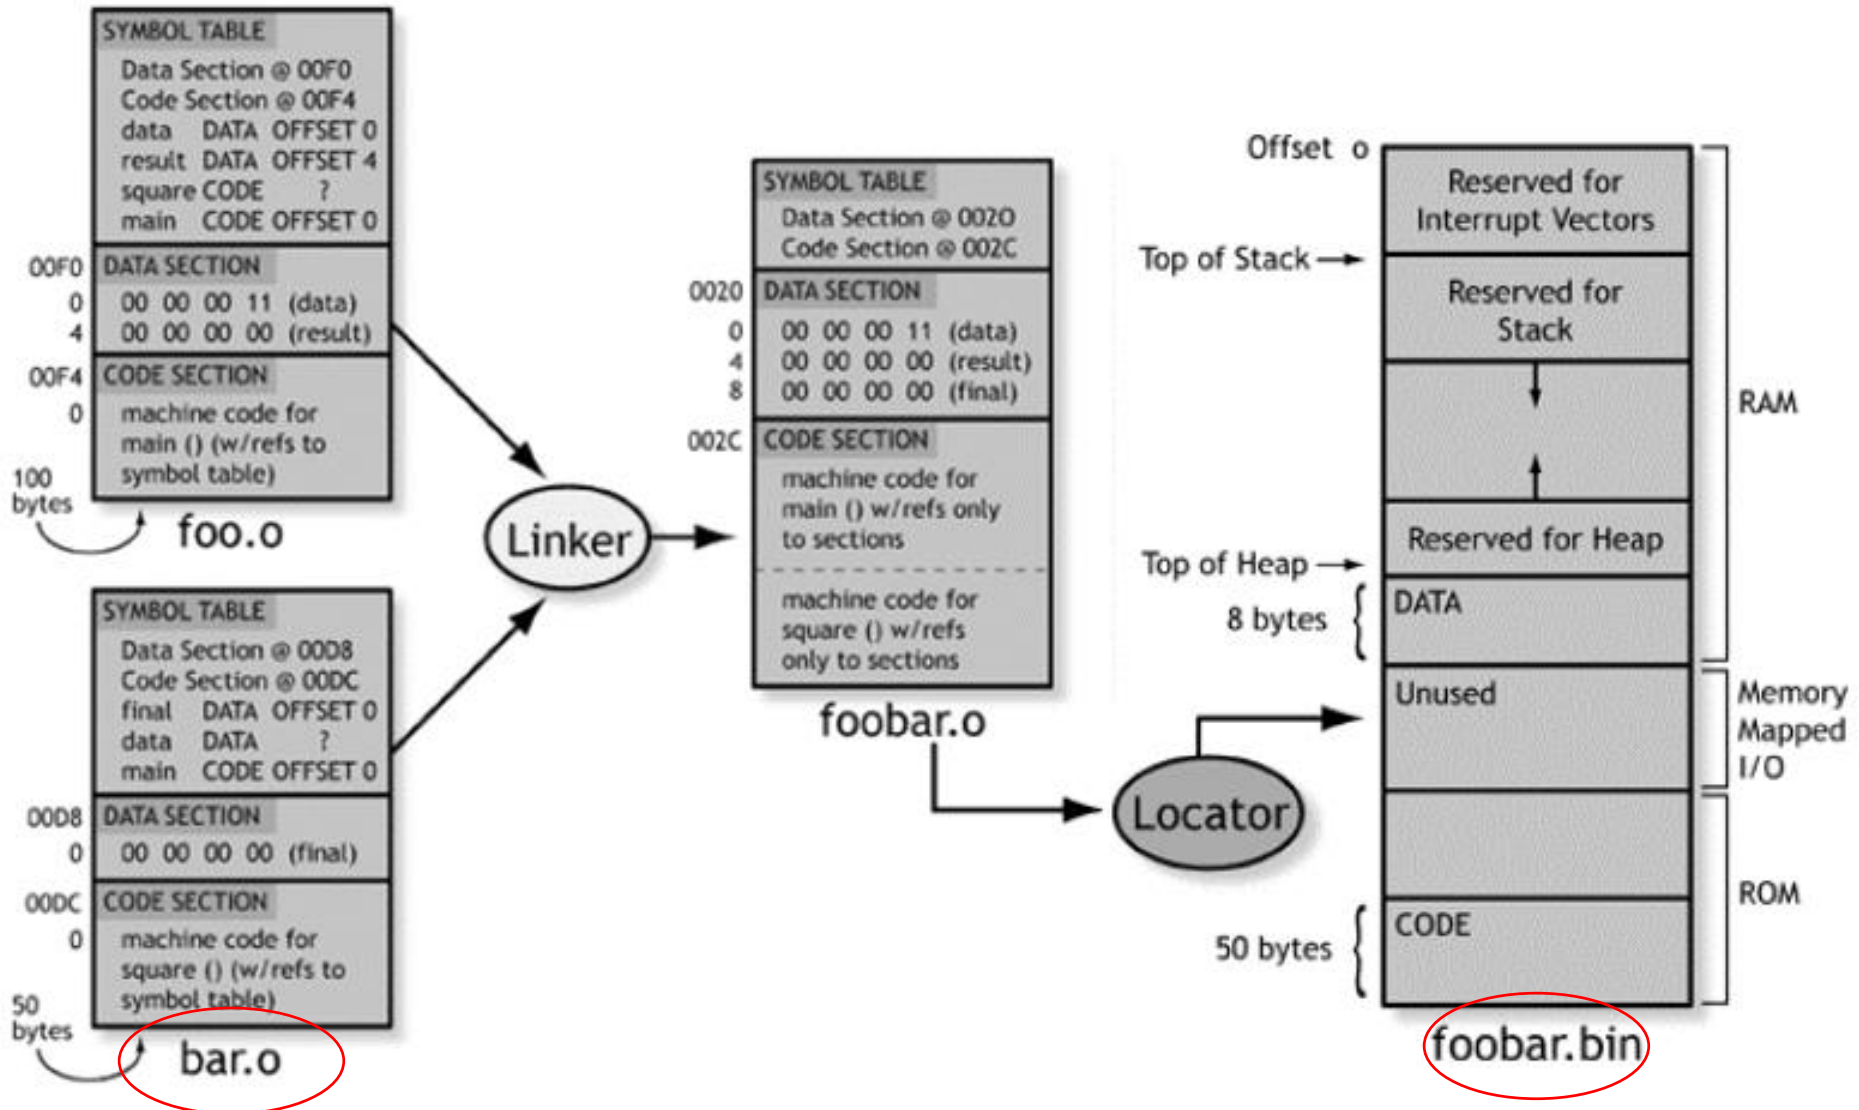 SYMBOL TABLE
Data Section @ 00F0
Code Section @ 00F4
data DATA OFFSET 0
result DATA OFFSET 4
square CODE ?
main CODE OFFSET 0
00F0 DATA SECTION
0 00 00 00 11 (data)
4 00 00 00 00 (result)
00F4 CODE SECTION
0 machine code for
main () (w/refs to
symbol table)
100
bytes
foo.o
SYMBOL TABLE
Data Section @ 00D8
Code Section @ 00DC
final DATA OFFSET 0
data DATA ?
main CODE OFFSET 0
00D8 DATA SECTION
0 00 00 00 00 (final)
00DC CODE SECTION
0 machine code for
square () (w/refs to
symbol table)
50
bytes
bar.o
Linker
SYMBOL TABLE
Data Section @ 0020
Code Section @ 002C
0020 DATA SECTION
0 00 00 00 11 (data)
4 00 00 00 00 (result)
8 00 00 00 00 (final)
002C CODE SECTION
machine code for
main () w/refs only
to sections
machine code for
square () w/refs
only to sections
foobar.o
Locator
Offset o
Reserved for
Interrupt Vectors
Top of Stack
Reserved for
Stack
Reserved for Heap
Top of Heap
DATA
8 bytes
RAM
Unused
Memory
Mapped
I/O
ROM
CODE
50 bytes
foobar.bin